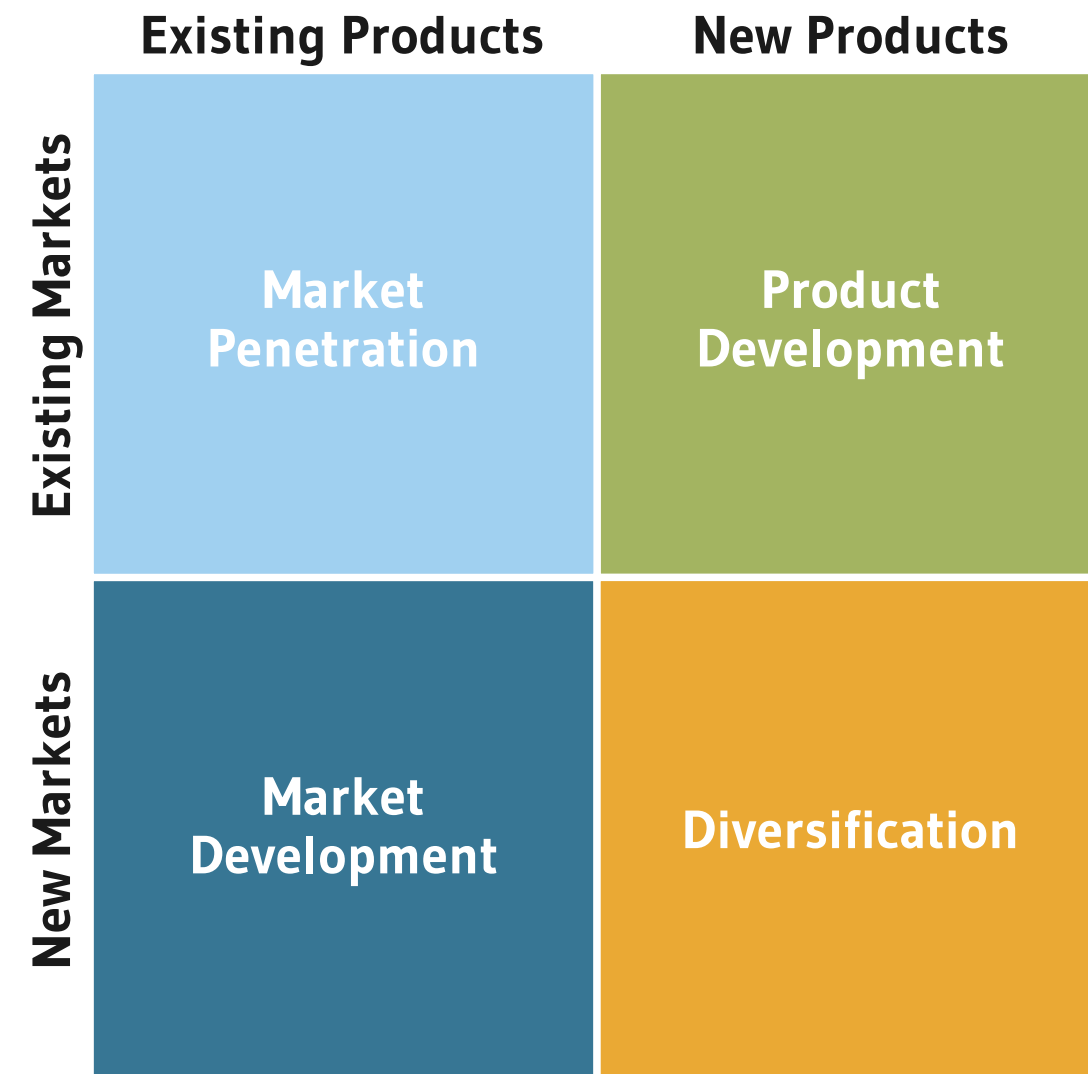 Existing Products
New Products
Existing Markets
Market
Penetration
Product
Development
New Markets
Market
Development
Diversification